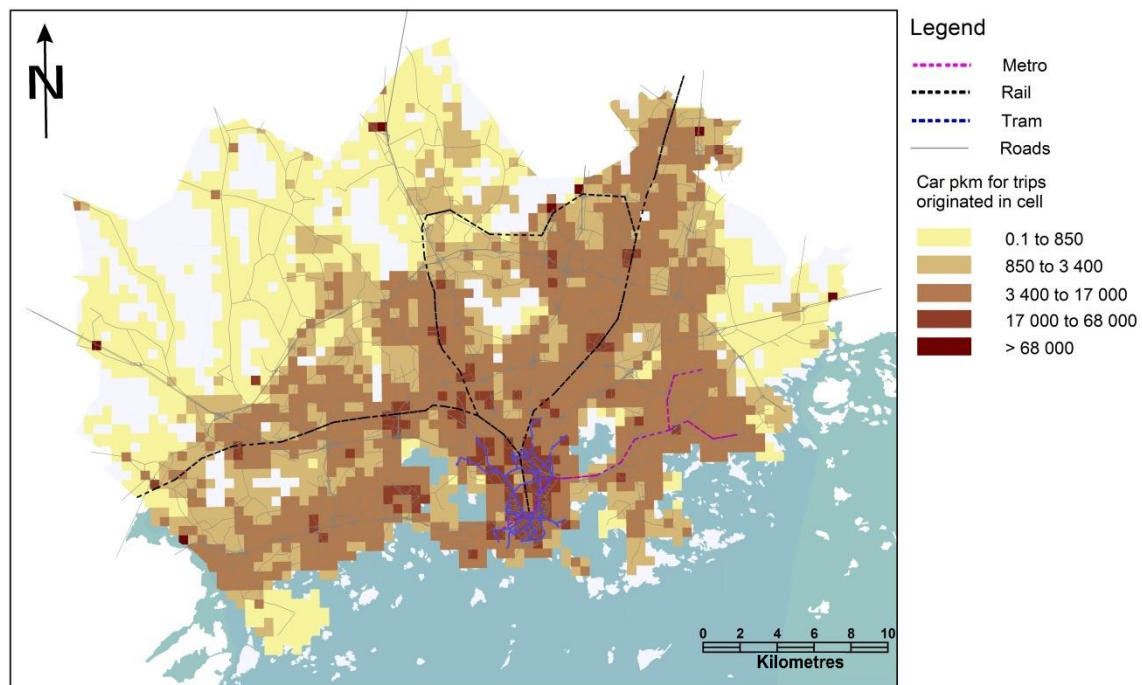 N
Legend
Metro
Rail
Tram
Roads
Car pkm for trips
originated in cell
0.1 to 850
850 to 3 400
3 400 to 17 000
17 000 to 68 000
> 68 000
0 2 4 6 8 10
Kilometres